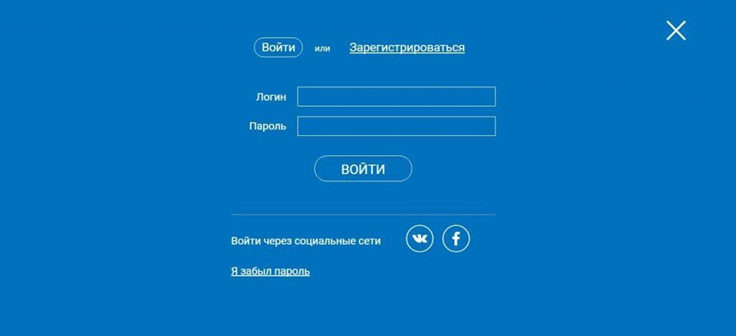 Войти или Зарегистрироваться
Логин
Пароль
ВОЙТИ
Войти через социальные сети
Я забыл пароль